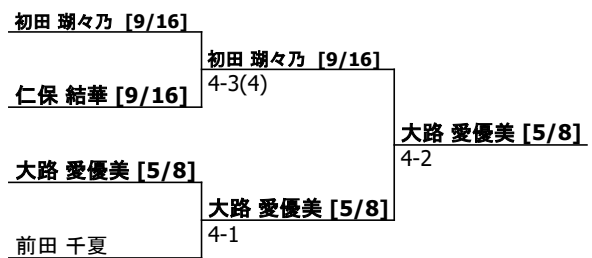 初田 瑚々乃 [9/16]
初田 瑚々乃 [9/16]
4-3(4)
仁保 結華 [9/16]
大路 愛優美 [5/8]
4-2
大路 愛優美 [5/8]
大路 愛優美 [5/8]
4-1
前田 千夏